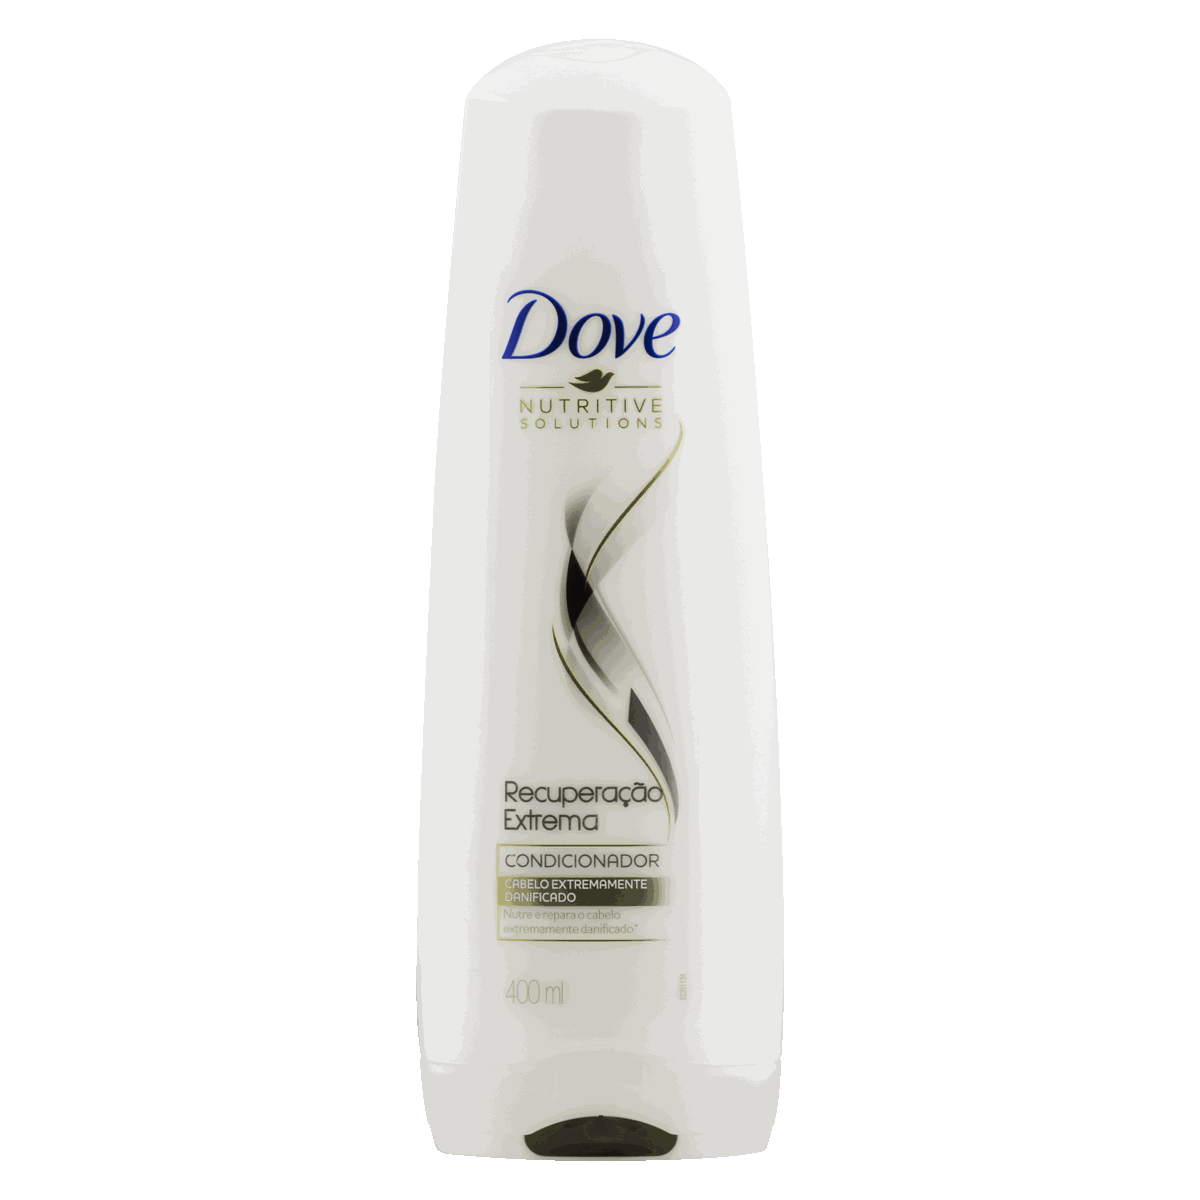 Dove
NUTRITIVE
SOLUTIONS
Recuperação
Extrema
CONDICIONADOR
CABELO EXTREMAMENTE
DANIFICADO
Nutre e repara o cabelo
extremamente danificado*
400 ml